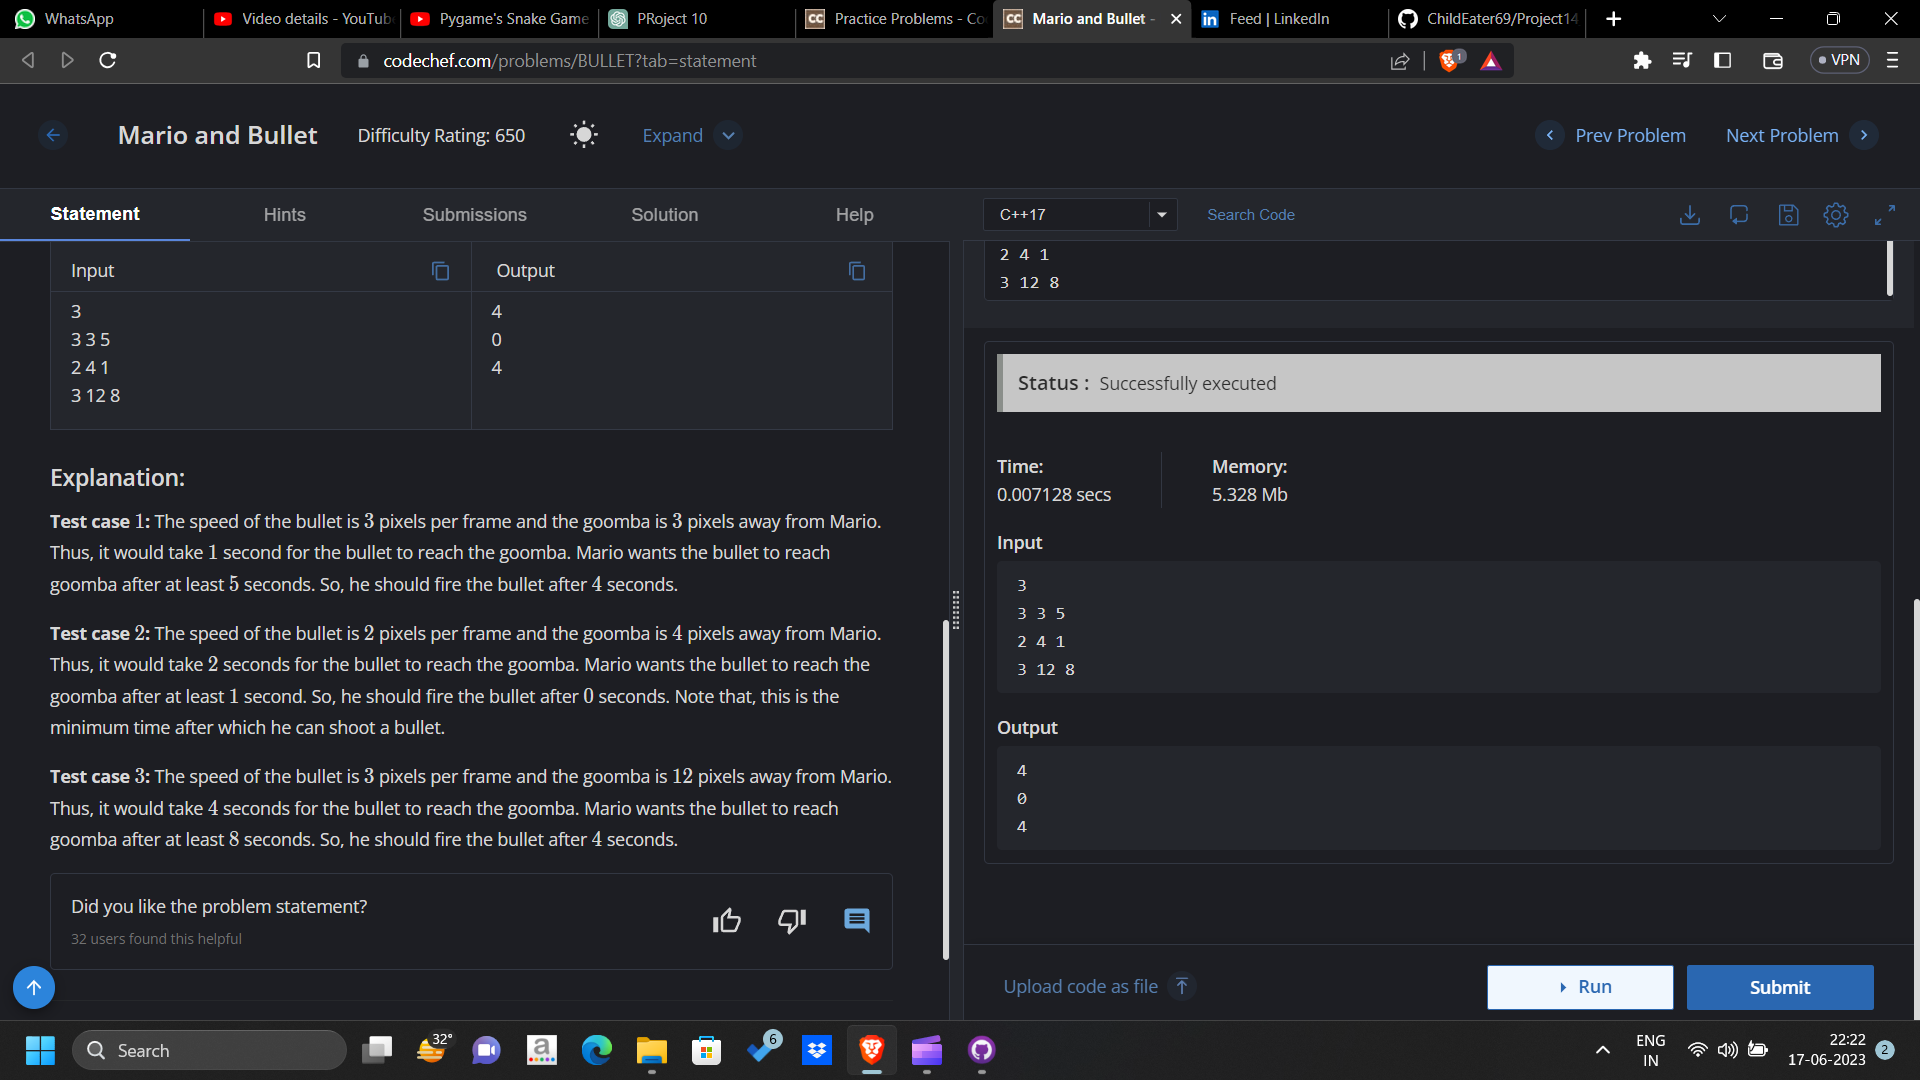 WhatsApp
Video details - YouTube
Pygame's Snake Game
PRoject 10
Practice Problems - Co
Mario and Bullet -
Feed | LinkedIn
ChildEater69/Project14
codechef.com/problems/BULLET?tab=statement
1
VPN
Mario and Bullet
Difficulty Rating: 650
Expand
Prev Problem
Next Problem
Statement
Hints
Submissions
Solution
Help
C++17
Search Code
Input
Output
3
3 3 5
2 4 1
3 12 8
4
0
4
Explanation:
Test case 1: The speed of the bullet is 3 pixels per frame and the goomba is 3 pixels away from Mario.
Thus, it would take 1 second for the bullet to reach the goomba. Mario wants the bullet to reach
goomba after at least 5 seconds. So, he should fire the bullet after 4 seconds.
Test case 2: The speed of the bullet is 2 pixels per frame and the goomba is 4 pixels away from Mario.
Thus, it would take 2 seconds for the bullet to reach the goomba. Mario wants the bullet to reach the
goomba after at least 1 second. So, he should fire the bullet after 0 seconds. Note that, this is the
minimum time after which he can shoot a bullet.
Test case 3: The speed of the bullet is 3 pixels per frame and the goomba is 12 pixels away from Mario.
Thus, it would take 4 seconds for the bullet to reach the goomba. Mario wants the bullet to reach
goomba after at least 8 seconds. So, he should fire the bullet after 4 seconds.
Did you like the problem statement?
32 users found this helpful
2 4 1
3 12 8
Status : Successfully executed
Time:
0.007128 secs
Memory:
5.328 Mb
Input
3
3 3 5
2 4 1
3 12 8
Output
4
0
4
Upload code as file
Run
Submit
Search
32°
a
6
ENG
IN
22:22
17-06-2023
2